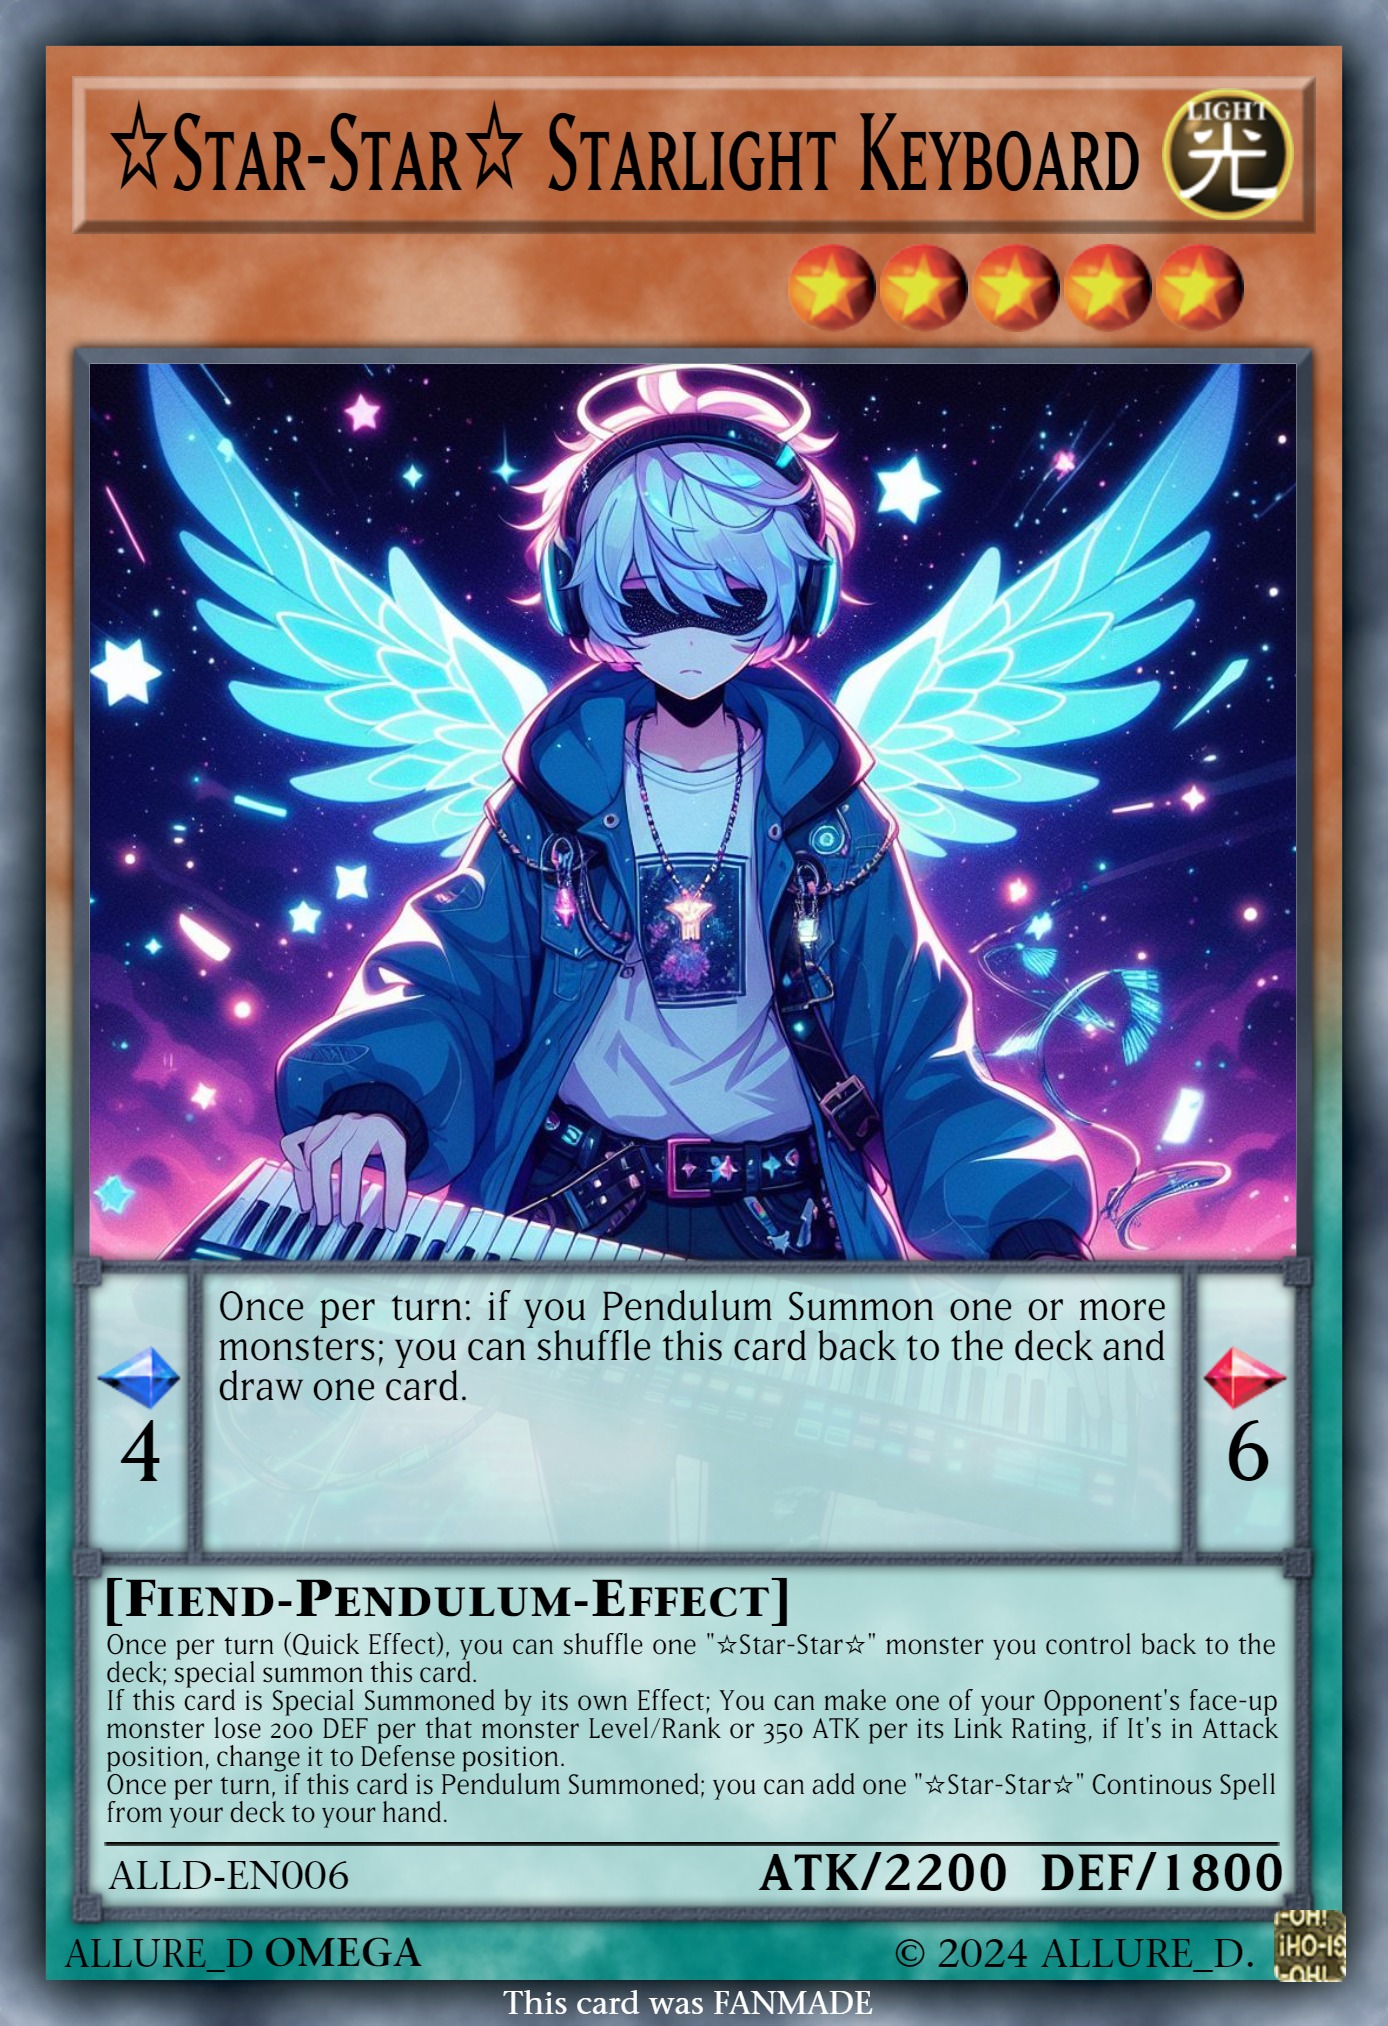 ☆Star-Star☆ Starlight Keyboard
LIGHT
光
Once per turn: if you Pendulum Summon one or more
monsters; you can shuffle this card back to the deck and
draw one card.
4
6
[Fiend-Pendulum-Effect]
Once per turn (Quick Effect), you can shuffle one "☆Star-Star☆" monster you control back to the
deck; special summon this card.
If this card is Special Summoned by its own Effect; You can make one of your Opponent's face-up
monster lose 200 DEF per that monster Level/Rank or 350 ATK per its Link Rating, if It's in Attack
position, change it to Defense position.
Once per turn, if this card is Pendulum Summoned; you can add one "☆Star-Star☆" Continous Spell
from your deck to your hand.
ALLD-EN006
ATK/2200 DEF/1800
ALLURE_D OMEGA
© 2024 ALLURE_D.
This card was FANMADE